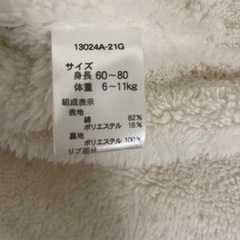 13024A-21G
サイズ
身長 60~80
体重 6~11kg
組成表示
表地
綿 82%
ポリエステル 18%
裏地
ポリエステル 100%
リブ部分